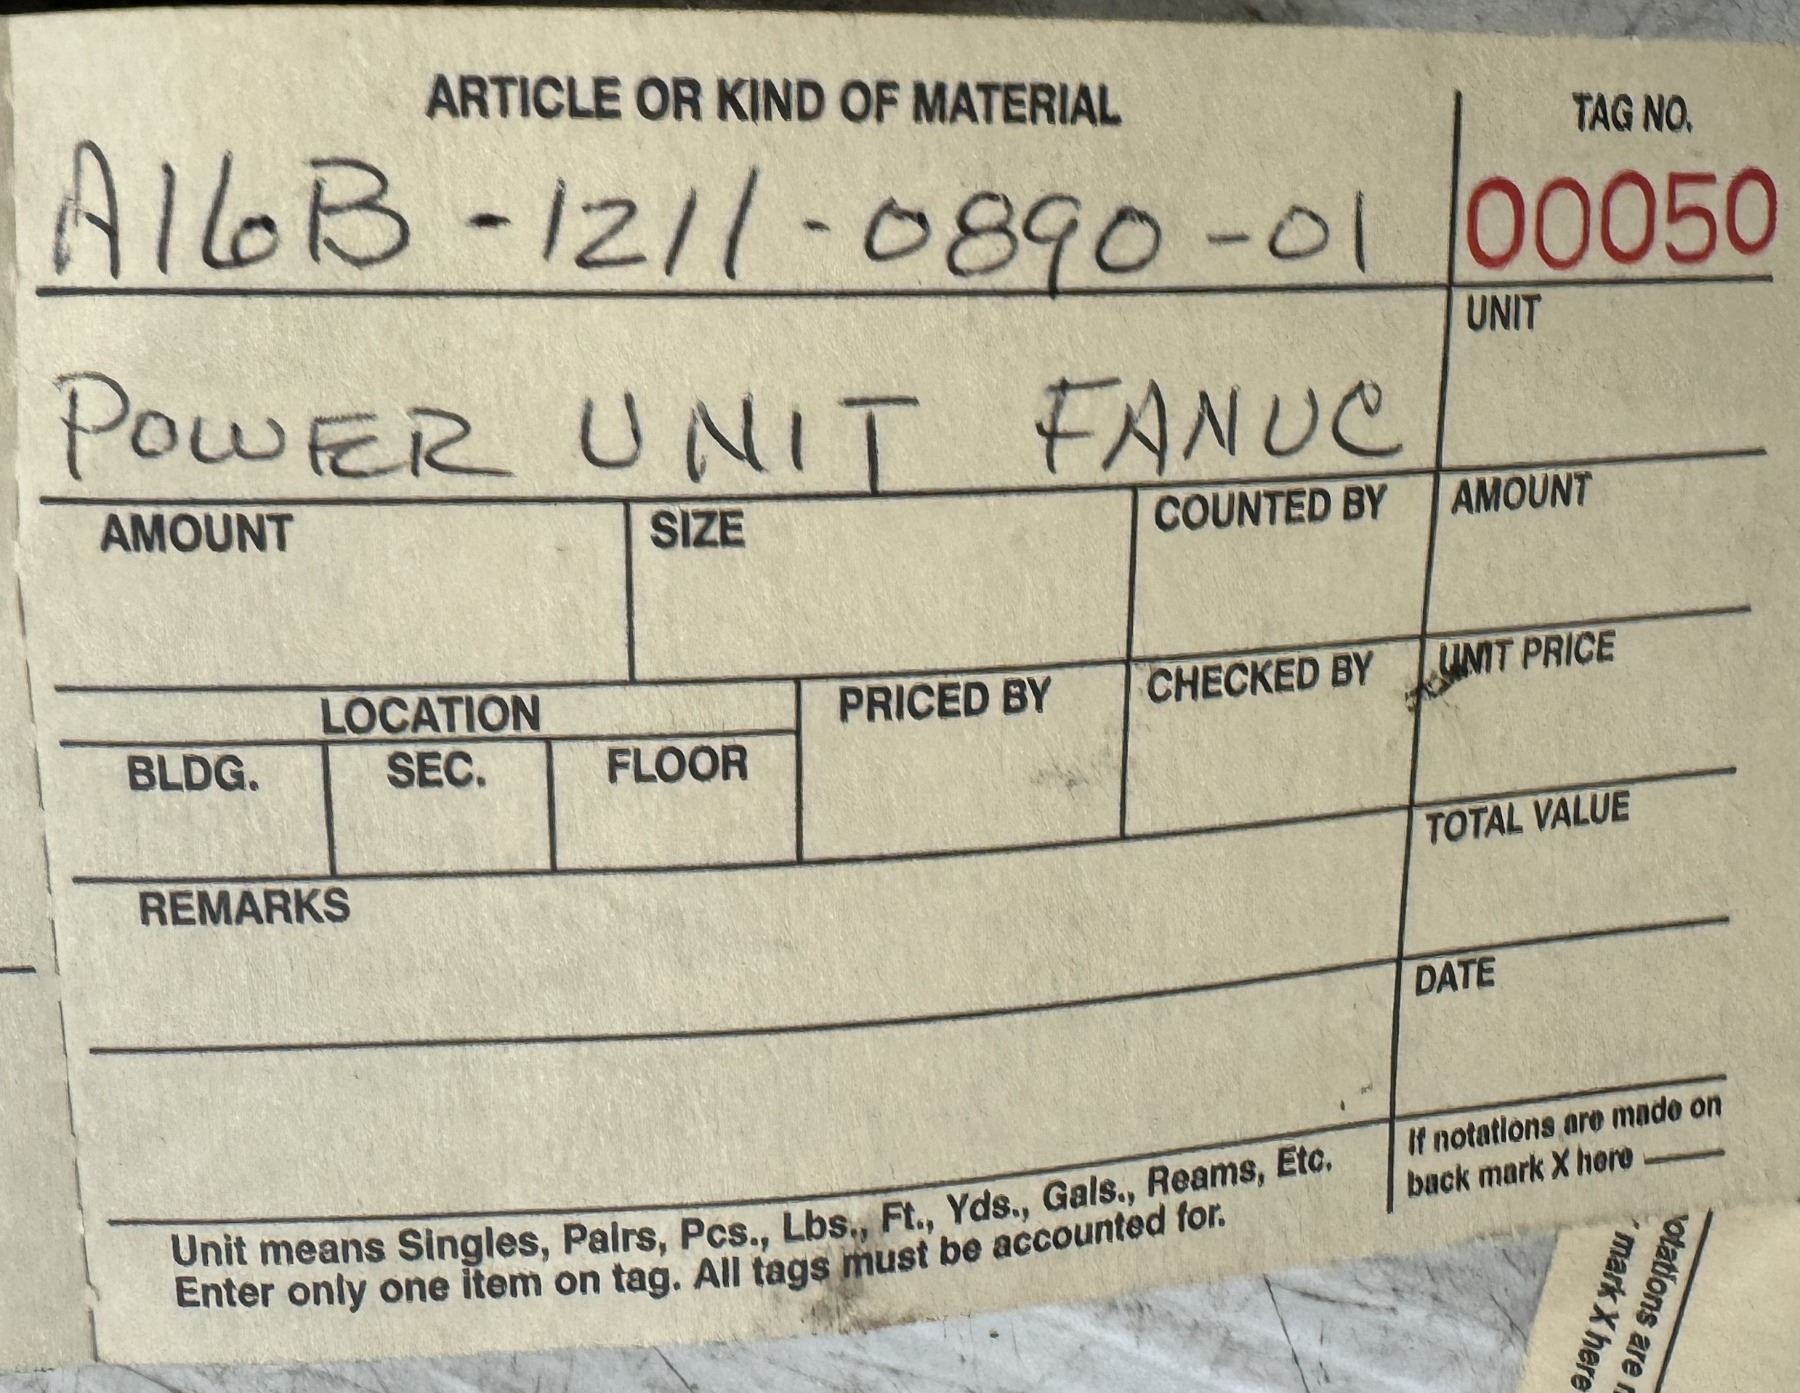 ARTICLE OR KIND OF MATERIAL
TAG NO.
A16B-1211-0890-01
00050
UNIT
POWER UNIT FANUC
AMOUNT
SIZE
COUNTED BY
AMOUNT
UNIT PRICE
LOCATION
PRICED BY
CHECKED BY
BLDG.
SEC.
FLOOR
TOTAL VALUE
REMARKS
DATE
If notations are made on
back mark X here
Unit means Singles, Pairs, Pcs., Lbs., Ft., Yds., Gals., Reams, Etc.
Enter only one item on tag. All tags must be accounted for.
otations are
mark X here